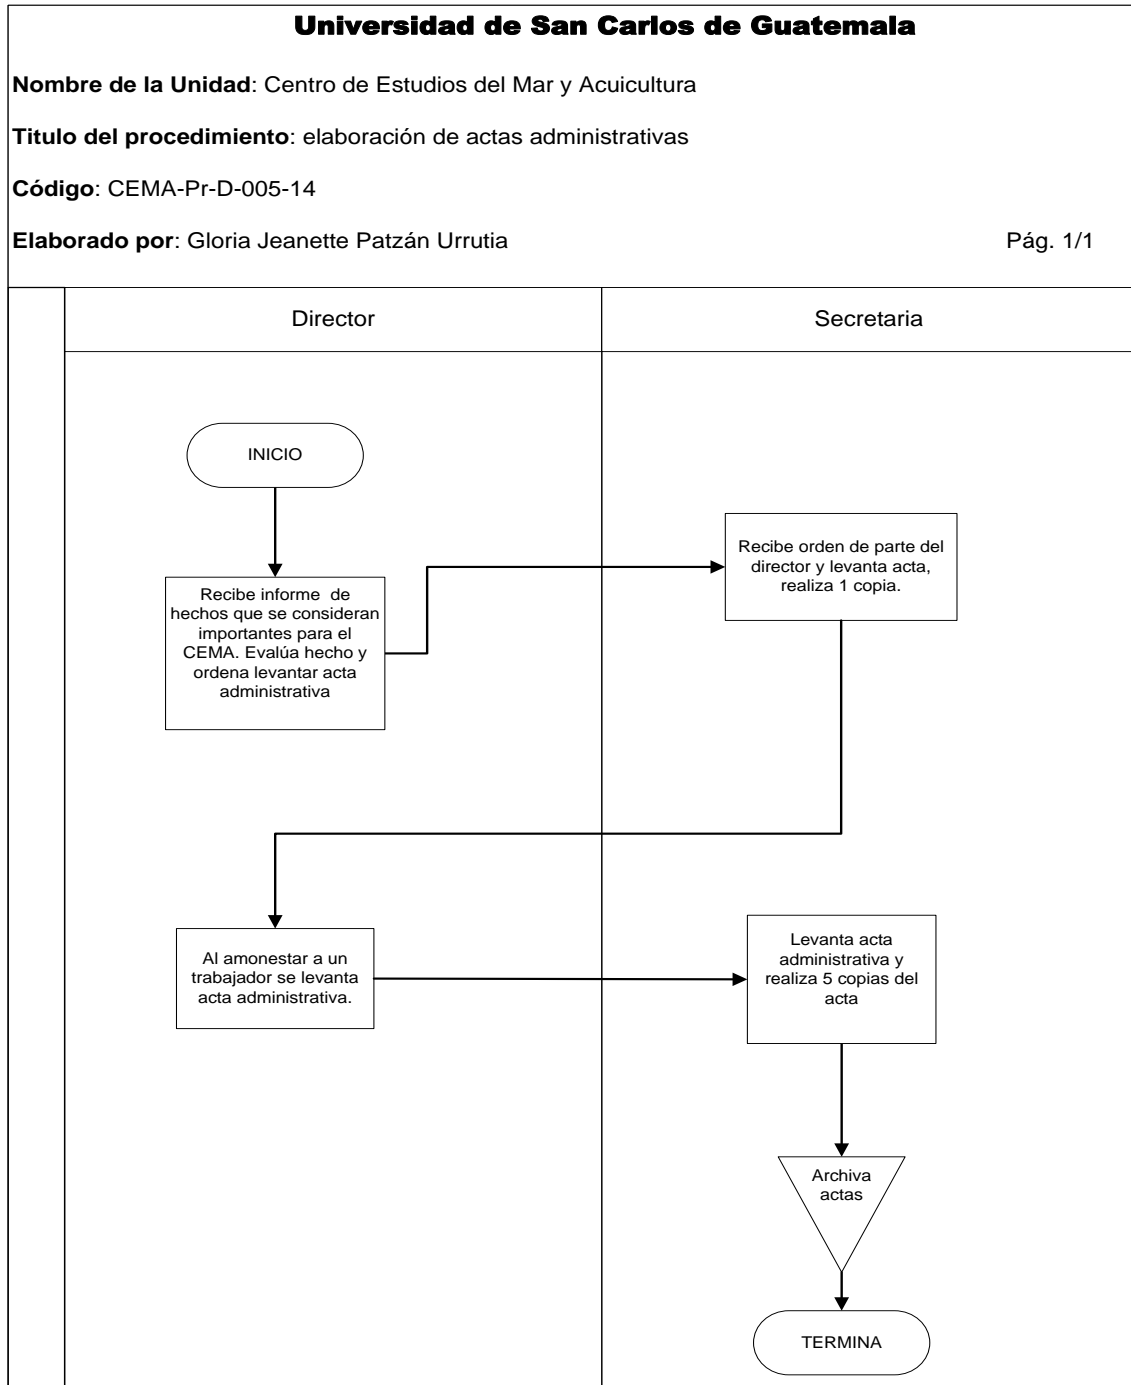 Universidad de San Carlos de Guatemala
Nombre de la Unidad: Centro de Estudios del Mar y Acuicultura
Titulo del procedimiento: elaboración de actas administrativas
Código: CEMA-Pr-D-005-14
Elaborado por: Gloria Jeanette Patzán Urrutia Pág. 1/1
Director
Secretaria
INICIO
Recibe informe de
hechos que se consideran
importantes para el
CEMA. Evalúa hecho y
ordena levantar acta
administrativa
Recibe orden de parte del
director y levanta acta,
realiza 1 copia.
Al amonestar a un
trabajador se levanta
acta administrativa.
Levanta acta
administrativa y
realiza 5 copias del
acta
Archiva
actas
TERMINA